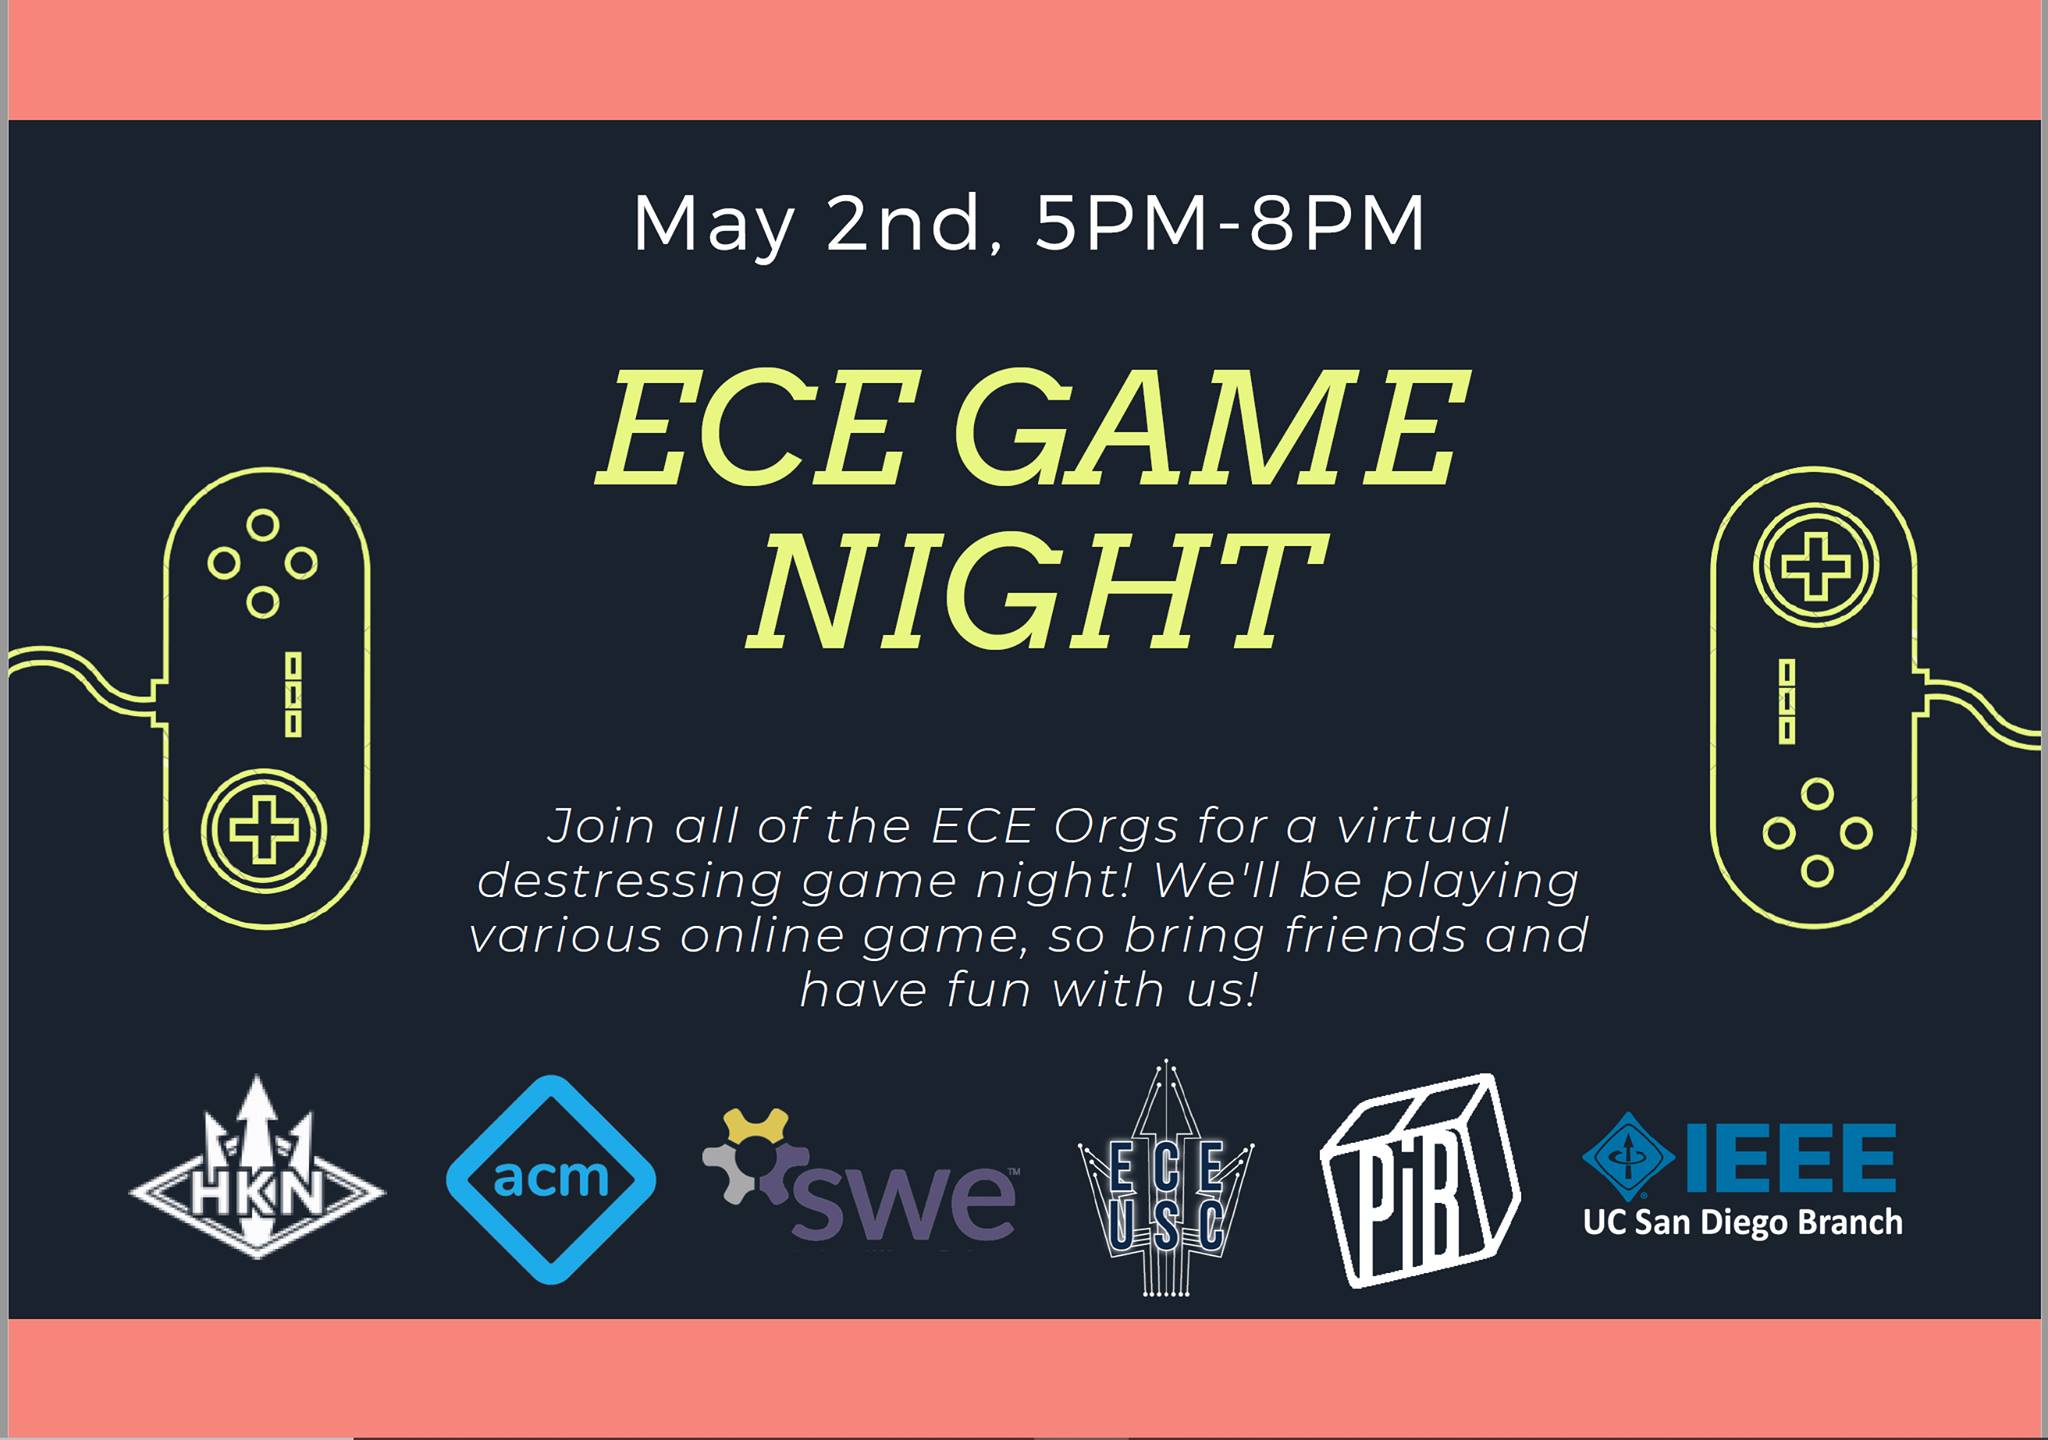 May 2nd, 5PM-8PM
ECE GAME
NIGHT
Join all of the ECE Orgs for a virtual
destressing game night! We'll be playing
various online game, so bring friends and
have fun with us!
HKN
acm
swe™
ECE
USC
PiB
IEEE
®
UC San Diego Branch